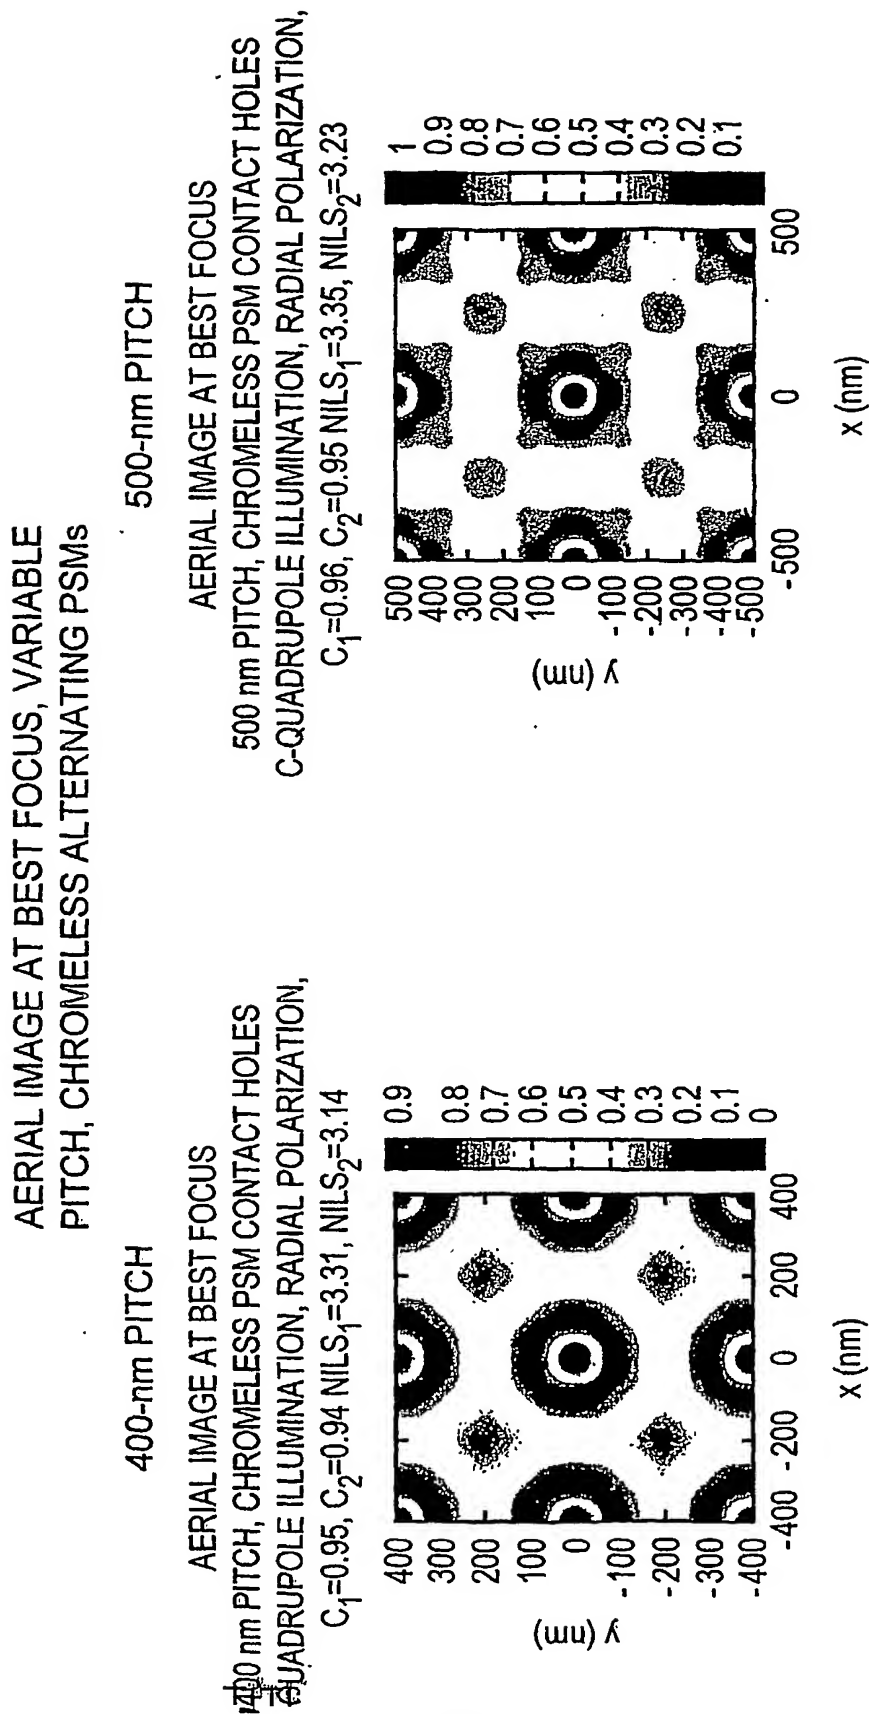 AERIAL IMAGE AT BEST FOCUS, VARIABLE
PITCH, CHROMELESS ALTERNATING PSMs
400-nm PITCH
AERIAL IMAGE AT BEST FOCUS
400 nm PITCH, CHROMELESS PSM CONTACT HOLES
QUADRUPOLE ILLUMINATION, RADIAL POLARIZATION,
C₁=0.95, C₂=0.94 NILS₁=3.31, NILS₂=3.14
400
300
200
100
0
-100
-200
-300
-400
y (nm)
-400 -200 0 200 400
x (nm)
0.9
0.8
0.7
0.6
0.5
0.4
0.3
0.2
0.1
0
500-nm PITCH
AERIAL IMAGE AT BEST FOCUS
500 nm PITCH, CHROMELESS PSM CONTACT HOLES
C-QUADRUPOLE ILLUMINATION, RADIAL POLARIZATION,
C₁=0.96, C₂=0.95 NILS₁=3.35, NILS₂=3.23
500
400
300
200
100
0
-100
-200
-300
-400
-500
y (nm)
-500 0 500
x (nm)
1
0.9
0.8
0.7
0.6
0.5
0.4
0.3
0.2
0.1